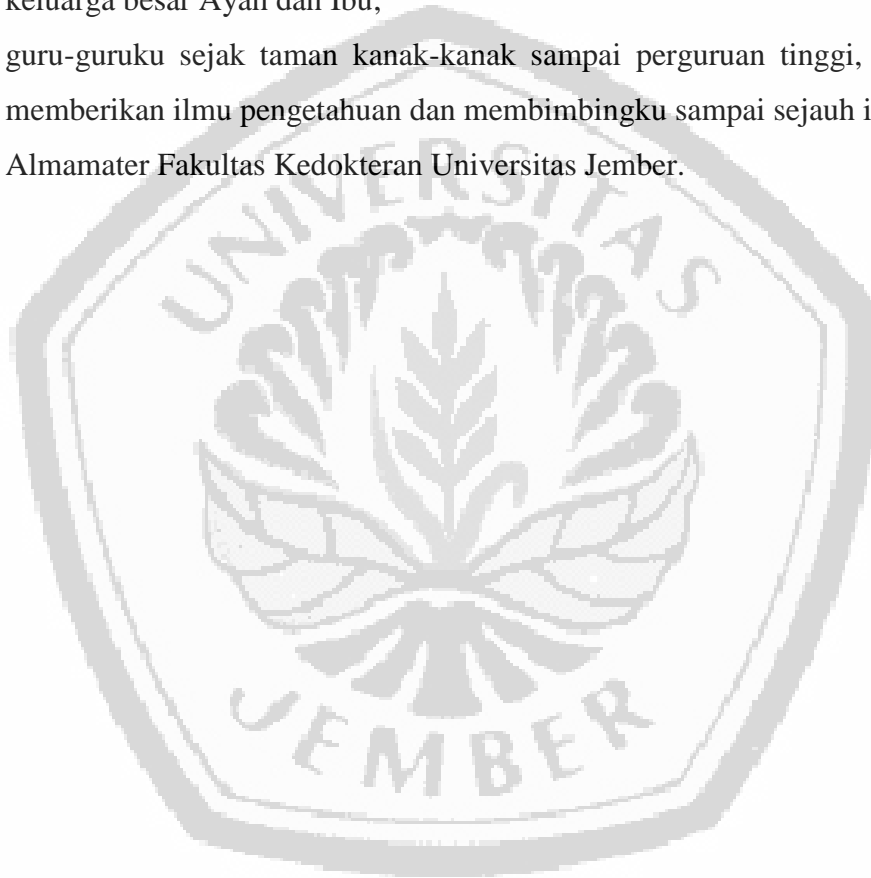 keluarga besar Ayah dan Ibu;
guru-guruku sejak taman kanak-kanak sampai perguruan tinggi,
memberikan ilmu pengetahuan dan membimbingku sampai sejauh
Almamater Fakultas Kedokteran Universitas Jember.
UNIVERSITAS
JEMBER